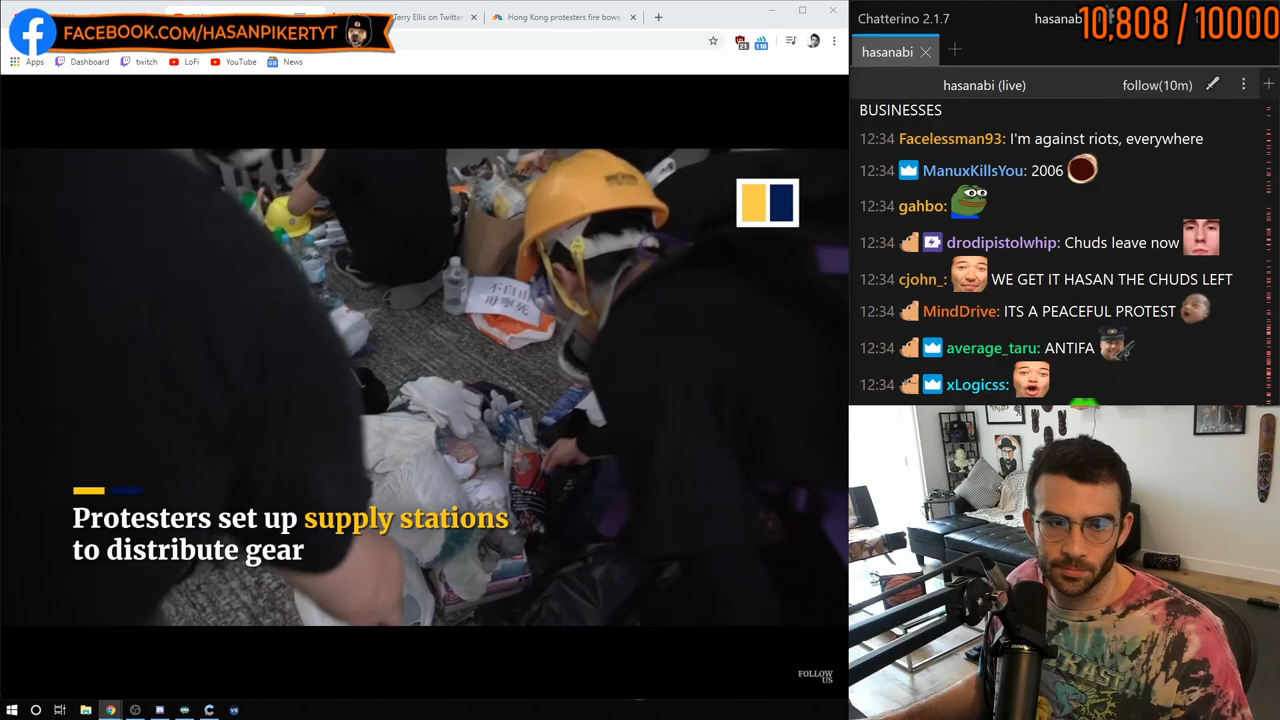 FACEBOOK.COM/HASANPIKERTYT
Terry Ellis on Twitte
Hong Kong protesters fire bows
21
110
Apps
Dashboard
twitch
LoFi
YouTube
News
不自由
毋寧死
Protesters set up supply stations
to distribute gear
FOLLOW
US
Chatterino 2.1.7
hasanab
10,808 / 10000
hasanabi
hasanabi (live)
follow(10m)
BUSINESSES
12:34 Facelessman93: I'm against riots, everywhere
12:34 ManuxKillsYou: 2006
12:34 gahbo:
12:34 drodipistolwhip: Chuds leave now
12:34 cjohn_: WE GET IT HASAN THE CHUDS LEFT
12:34 MindDrive: ITS A PEACEFUL PROTEST
12:34 average_taru: ANTIFA
12:34 xLogicss: